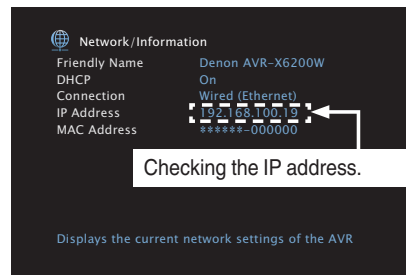 Network/Information
Friendly Name Denon AVR-X6200W
DHCP On
Connection Wired (Ethernet)
IP Address 192.168.100.19
MAC Address ******-000000
Checking the IP address.
Displays the current network settings of the AVR